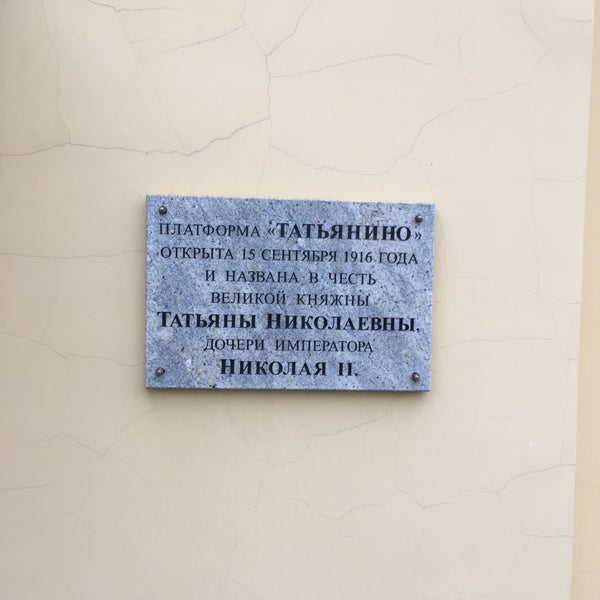 ПЛАТФОРМА «ТАТЬЯНИНО»
ОТКРЫТА 15 СЕНТЯБРЯ 1916 ГОДА
И НАЗВАНА В ЧЕСТЬ
ВЕЛИКОЙ КНЯЖНЫ
ТАТЬЯНЫ НИКОЛАЕВНЫ,
ДОЧЕРИ ИМПЕРАТОРА
НИКОЛАЯ II.